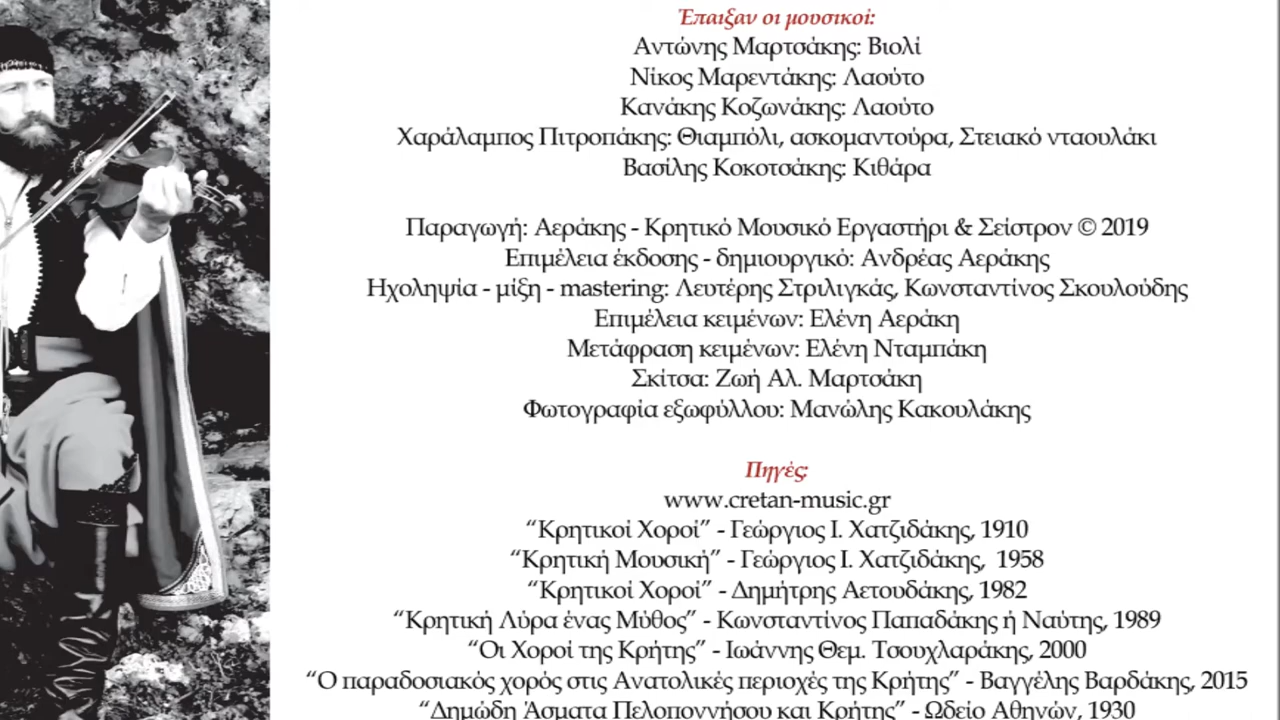 Έπαιξαν οι μουσικοί:
Αντώνης Μαρτσάκης: Βιολί
Νίκος Μαρεντάκης: Λαούτο
Κανάκης Κοζωνάκης: Λαούτο
Χαράλαμπος Πιτροπάκης: Θιαμπόλι, ασκομαντούρα, Στειακό νταουλάκι
Βασίλης Κοκοτσάκης: Κιθάρα
Παραγωγή: Αεράκης - Κρητικό Μουσικό Εργαστήρι & Σείστρον © 2019
Επιμέλεια έκδοσης - δημιουργικό: Ανδρέας Αεράκης
Ηχοληψία - μίξη - mastering: Λευτέρης Στριλιγκάς, Κωνσταντίνος Σκουλούδης
Επιμέλεια κειμένων: Ελένη Αεράκη
Μετάφραση κειμένων: Ελένη Νταμπάκη
Σκίτσα: Ζωή Αλ. Μαρτσάκη
Φωτογραφία εξωφύλλου: Μανώλης Κακουλάκης
Πηγές:
www.cretan-music.gr
“Κρητικοί Χοροί” - Γεώργιος Ι. Χατζιδάκης, 1910
“Κρητική Μουσική” - Γεώργιος Ι. Χατζιδάκης, 1958
“Κρητικοί Χοροί” - Δημήτρης Αετουδάκης, 1982
“Κρητική Λύρα ένας Μύθος” - Κωνσταντίνος Παπαδάκης ή Ναύτης, 1989
“Οι Χοροί της Κρήτης” - Ιωάννης Θεμ. Τσουχλαράκης, 2000
“Ο παραδοσιακός χορός στις Ανατολικές περιοχές της Κρήτης” - Βαγγέλης Βαρδάκης, 2015
“Δημώδη Άσματα Πελοποννήσου και Κρήτης” - Ωδείο Αθηνών, 1930